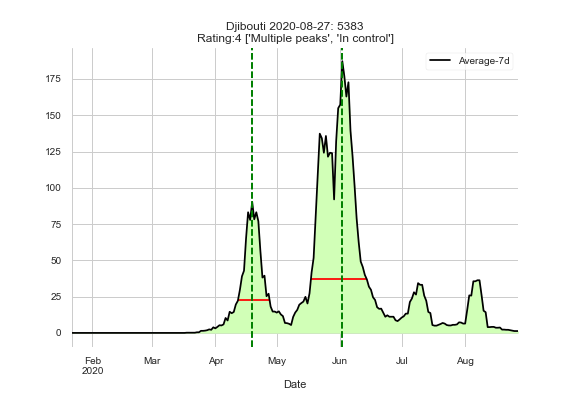 Djibouti 2020-08-27: 5383
Rating:4 ['Multiple peaks', 'In control']
Average-7d
175
150
125
100
75
50
25
0
Feb Mar Apr May Jun Jul Aug
2020
Date